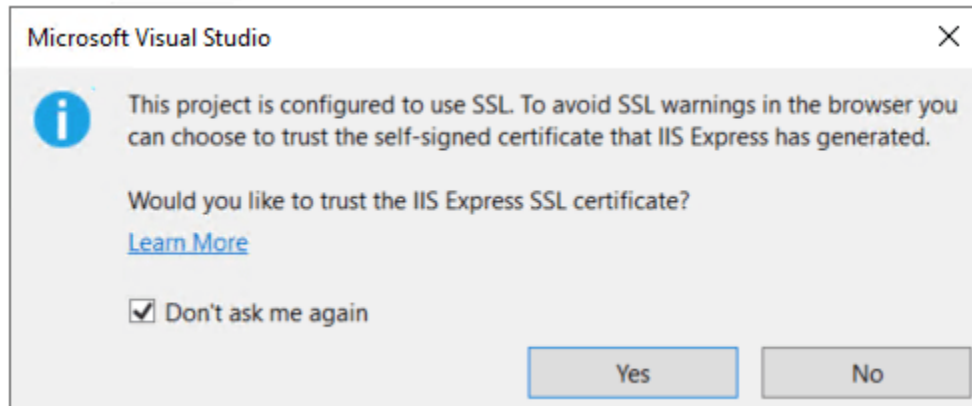 Microsoft Visual Studio
This project is configured to use SSL. To avoid SSL warnings in the browser you
can choose to trust the self-signed certificate that IIS Express has generated.
Would you like to trust the IIS Express SSL certificate?
Learn More
Don't ask me again
Yes
No